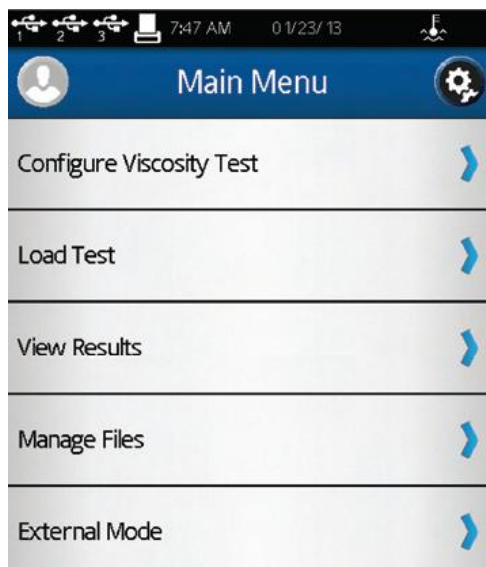 1 2 3 7:47 AM 01/23/13
Main Menu
Configure Viscosity Test
Load Test
View Results
Manage Files
External Mode